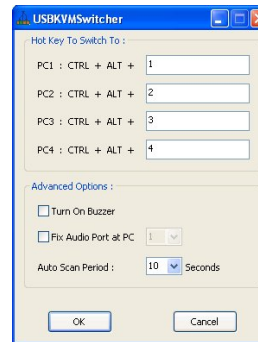 USBKVMSwitcher
Hot Key To Switch To :
PC1 : CTRL + ALT + 1
PC2 : CTRL + ALT + 2
PC3 : CTRL + ALT + 3
PC4 : CTRL + ALT + 4
Advanced Options :
Turn On Buzzer
Fix Audio Port at PC 1
Auto Scan Period : 10 Seconds
OK Cancel